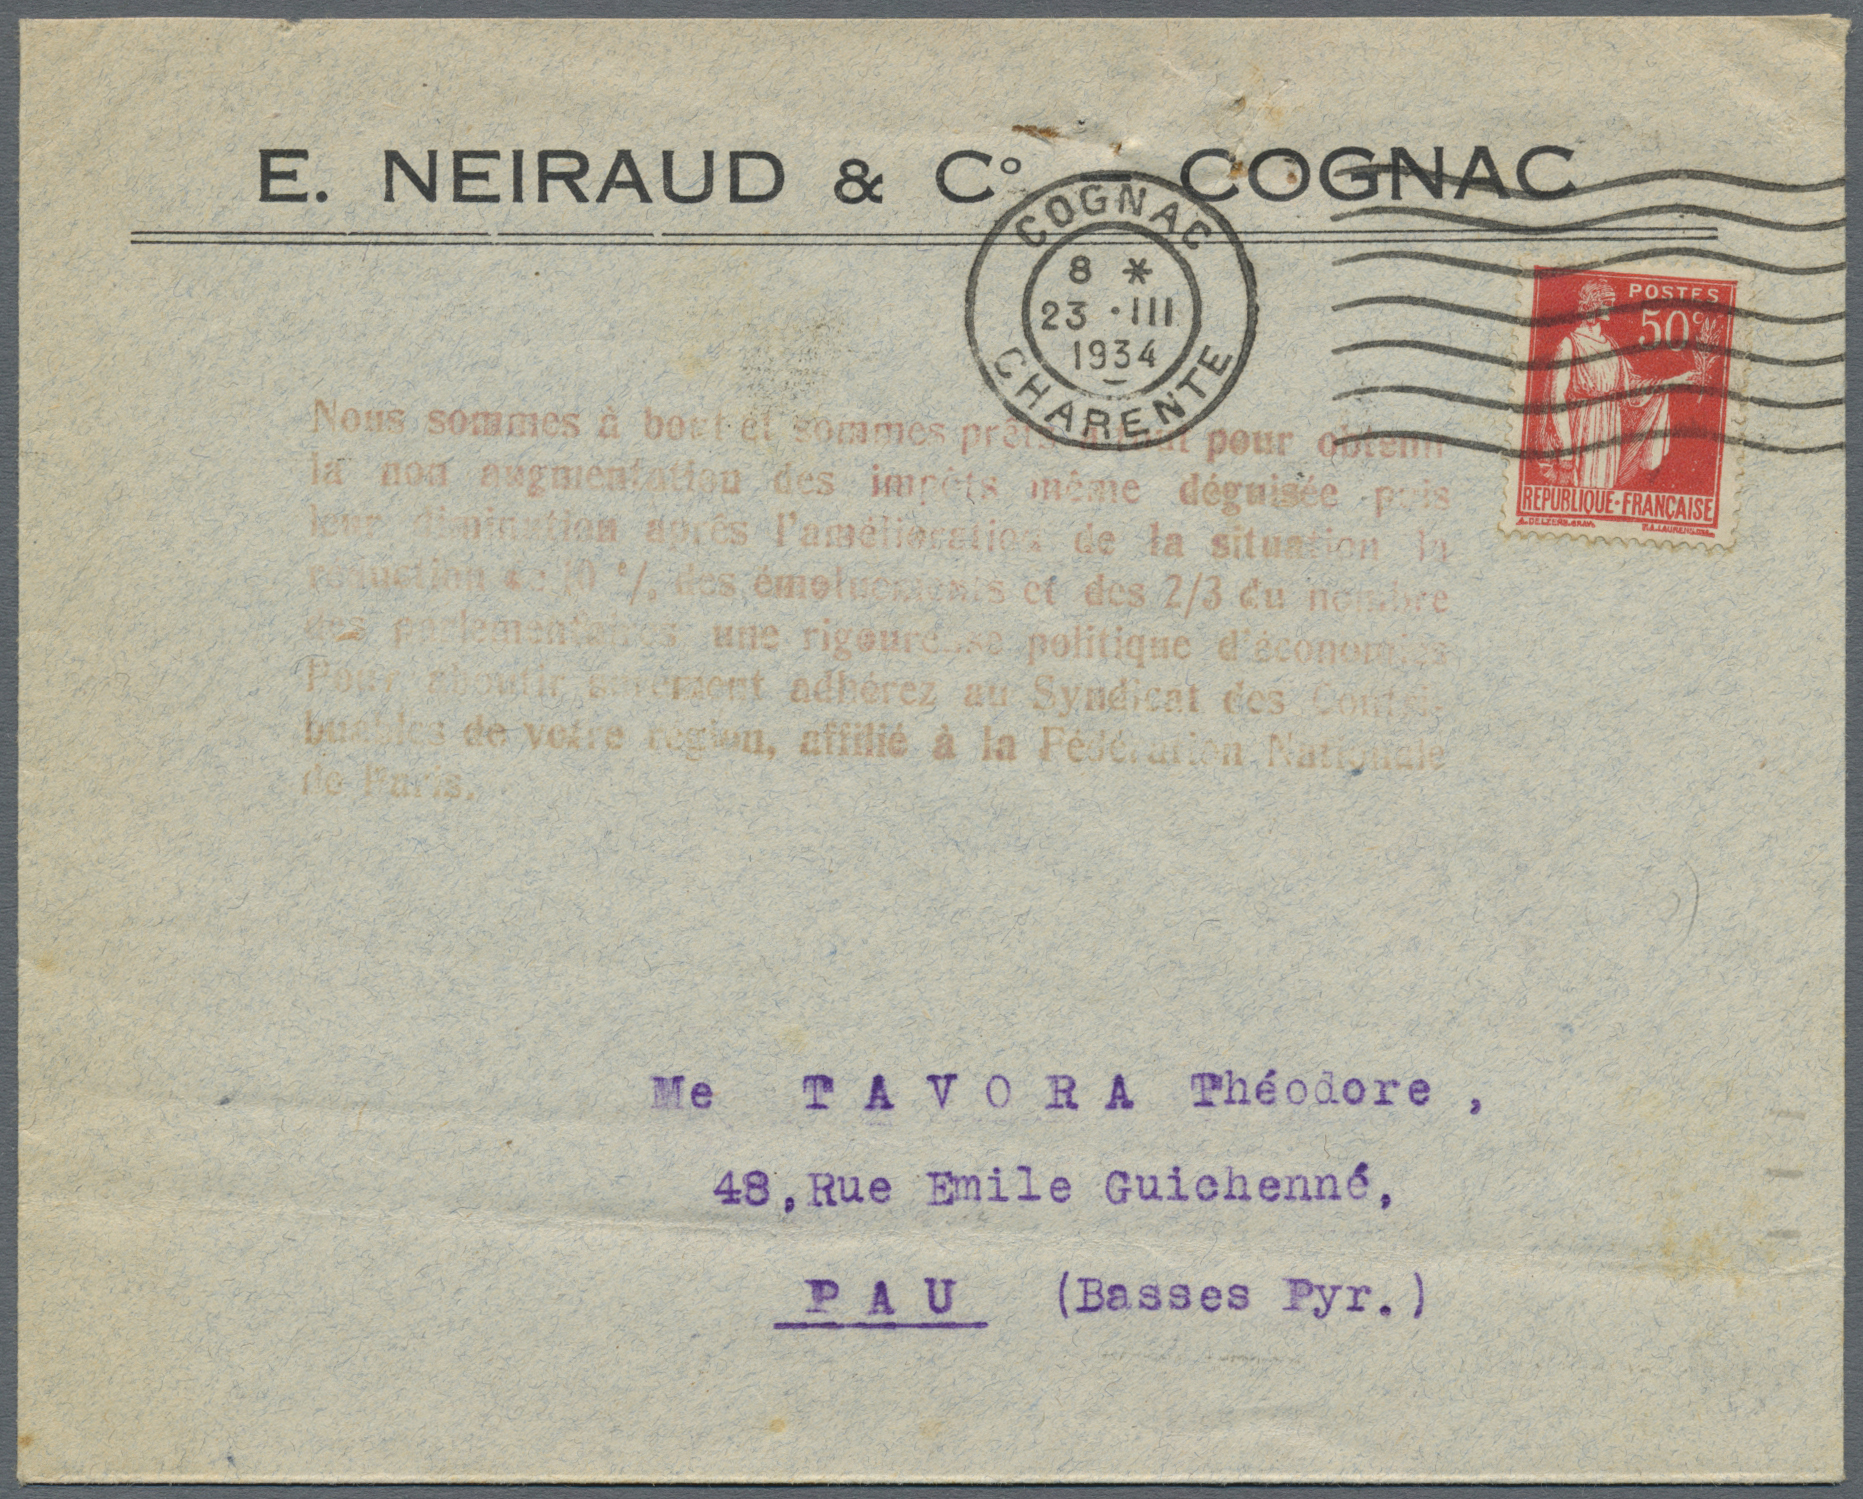 E. NEIRAUD & C° - COGNAC
COGNAC
8 *
23 · III
1934
CHARENTE
POSTES
50c
REPUBLIQUE·FRANÇAISE
Nous sommes à bout et sommes prêts à tout pour obtenir
la non augmentation des impôts même déguisée puis
leur diminution après l'amélioration de la situation la
réduction de 10 % des émoluements et des 2/3 du nombre
des parlementaires une rigoureuse politique d'économies
Pour aboutir surement adhérez au Syndicat des Contri-
buables de votre région, affilié à la Fédération Nationale
de Paris.
Me TAVORA Théodore,
48, Rue Emile Guichenné,
PAU (Basses Pyr.)